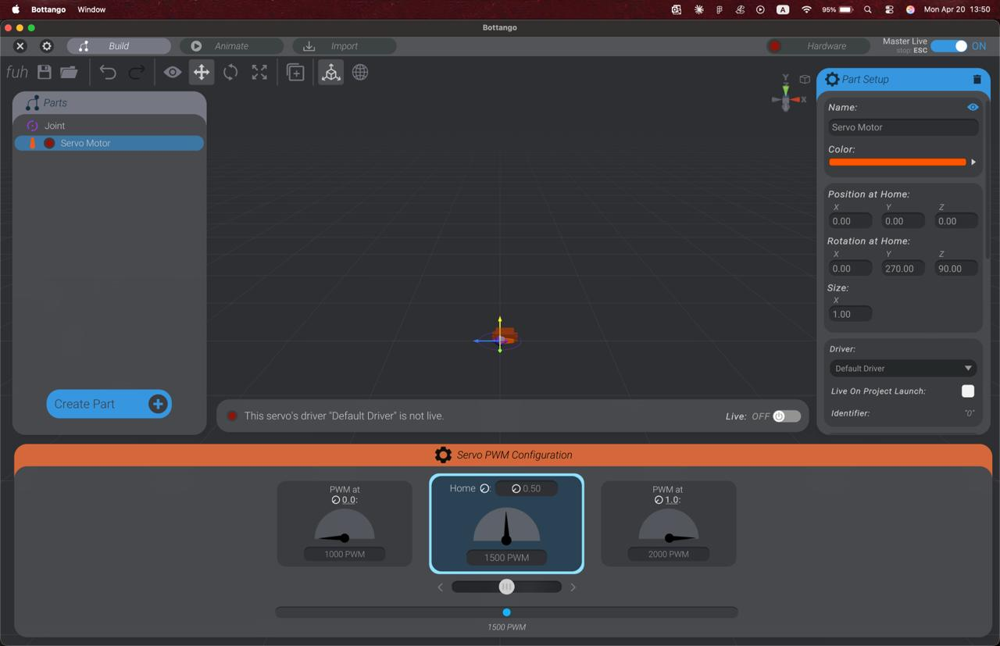 Bottango Window A 95% Mon Apr 20 13:50
Bottango
Build Animate Import Hardware Master Live ON
stop: ESC
fuh
Parts
Joint
Servo Motor
Create Part
Y
X
Part Setup
Name:
Servo Motor
Color:
Position at Home:
X Y Z
0.00 0.00 0.00
Rotation at Home:
X Y Z
0.00 270.00 90.00
Size:
X
1.00
Driver:
Default Driver
Live On Project Launch:
Identifier: "0"
This servo's driver "Default Driver" is not live. Live: OFF
Servo PWM Configuration
PWM at
0.0:
1000 PWM
Home : 0.50
1500 PWM
PWM at
1.0:
2000 PWM
1500 PWM